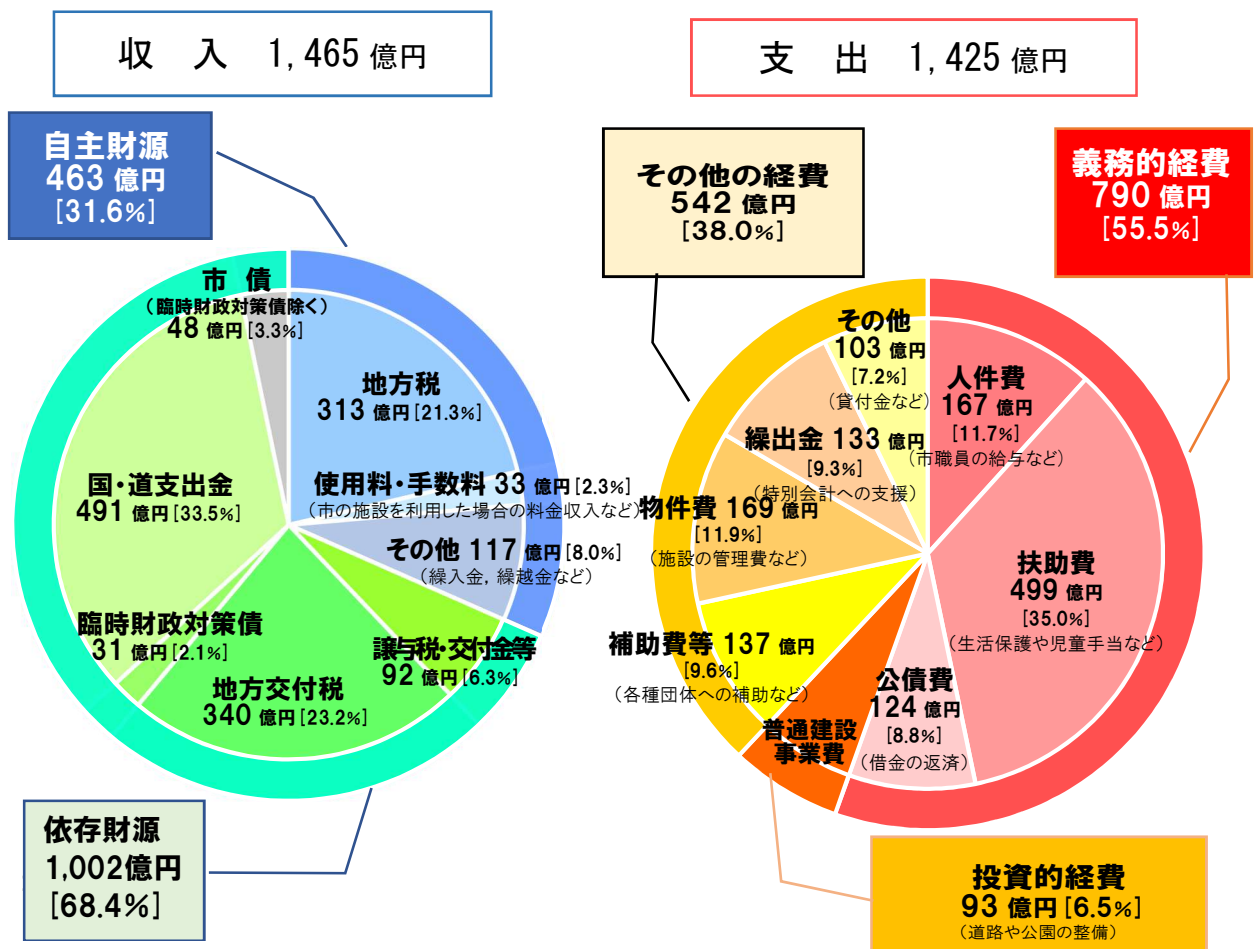 収 入 1,465 億円
自主財源
463 億円
[31.6%]
市 債
(臨時財政対策債除く)
48 億円 [3.3%]
地方税
313 億円 [21.3%]
使用料・手数料 33 億円 [2.3%]
(市の施設を利用した場合の料金収入など)
その他 117 億円 [8.0%]
(繰入金, 繰越金など)
国・道支出金
491 億円 [33.5%]
臨時財政対策債
31 億円 [2.1%]
譲与税・交付金等
92 億円 [6.3%]
地方交付税
340 億円 [23.2%]
依存財源
1,002億円
[68.4%]
支 出 1,425 億円
その他の経費
542 億円
[38.0%]
義務的経費
790 億円
[55.5%]
その他
103 億円
[7.2%]
(貸付金など)
人件費
167 億円
[11.7%]
(市職員の給与など)
繰出金 133 億円
[9.3%]
(特別会計への支援)
物件費 169 億円
[11.9%]
(施設の管理費など)
扶助費
499 億円
[35.0%]
(生活保護や児童手当など)
補助費等 137 億円
[9.6%]
(各種団体への補助など)
公債費
124 億円
[8.8%]
(借金の返済)
普通建設
事業費
投資的経費
93 億円 [6.5%]
(道路や公園の整備)